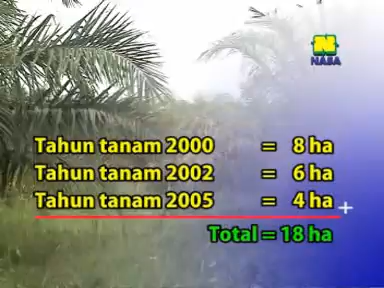 NASA
Tahun tanam 2000 = 8 ha
Tahun tanam 2002 = 6 ha
Tahun tanam 2005 = 4 ha +
Total = 18 ha